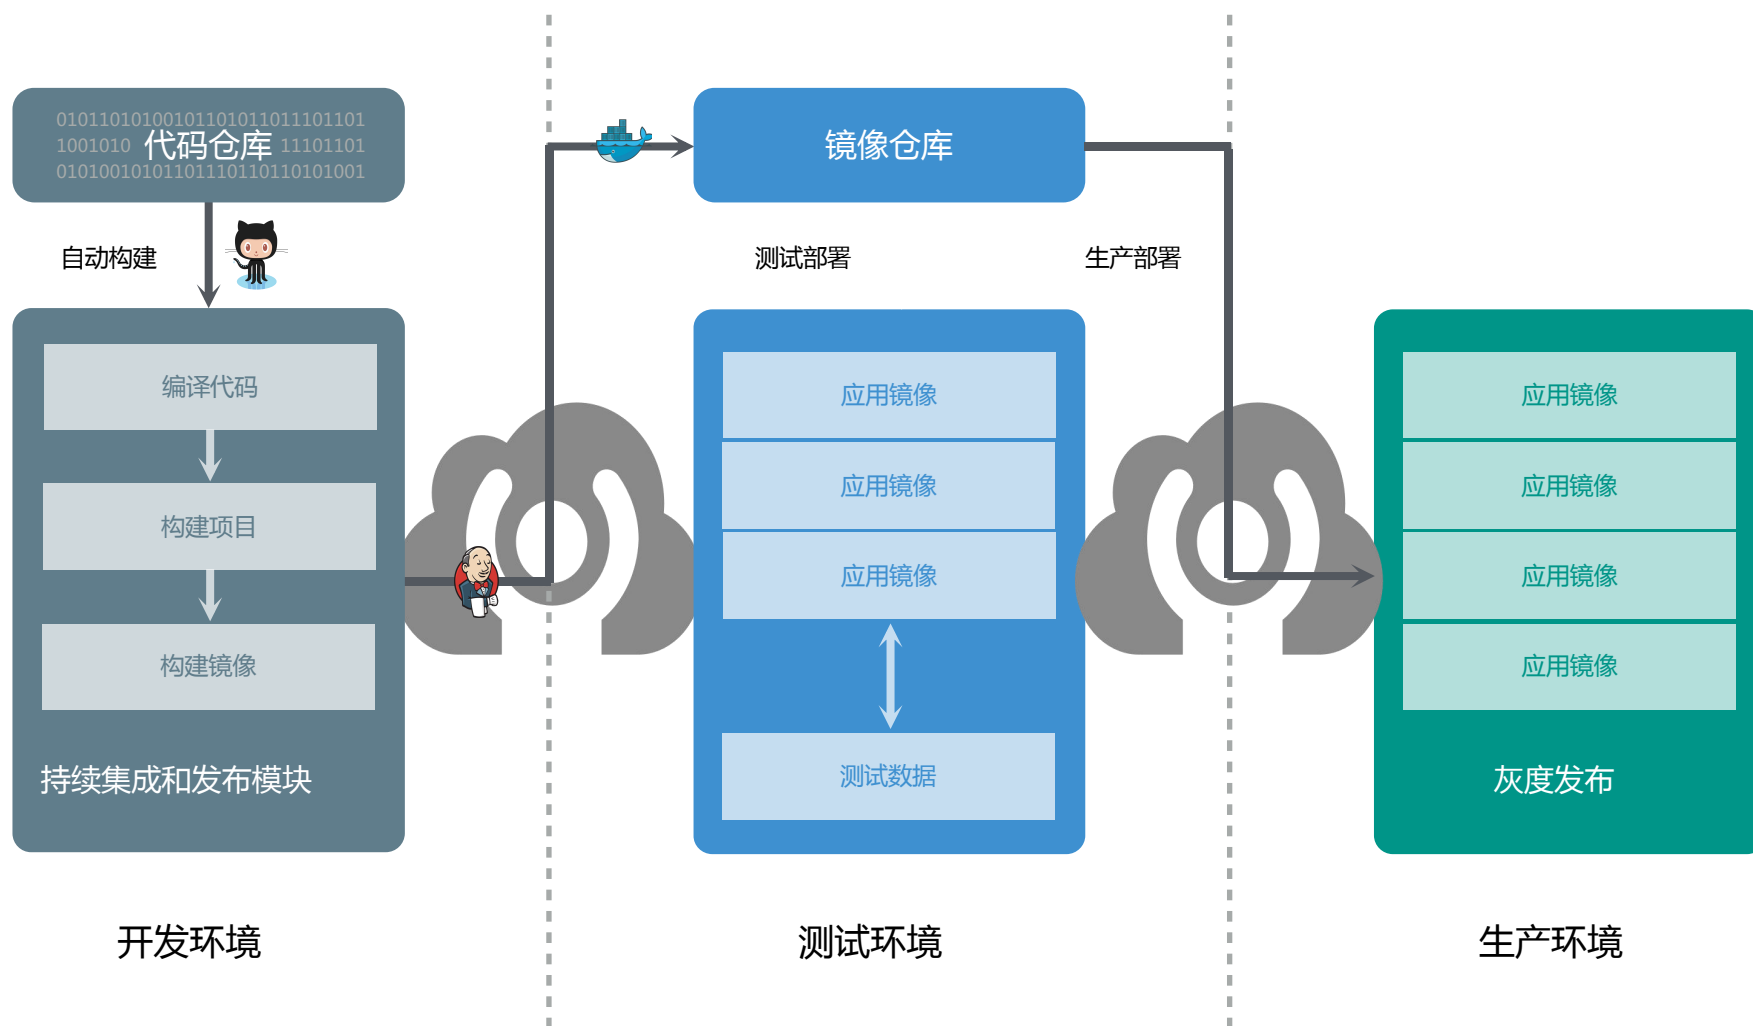 0101101010010110101101110 1101
1001010 代码仓库 11101101
0101001010110111011011010 1001
自动构建
编译代码
构建项目
构建镜像
持续集成和发布模块
开发环境
镜像仓库
测试部署
生产部署
应用镜像
应用镜像
应用镜像
测试数据
测试环境
应用镜像
应用镜像
应用镜像
应用镜像
灰度发布
生产环境